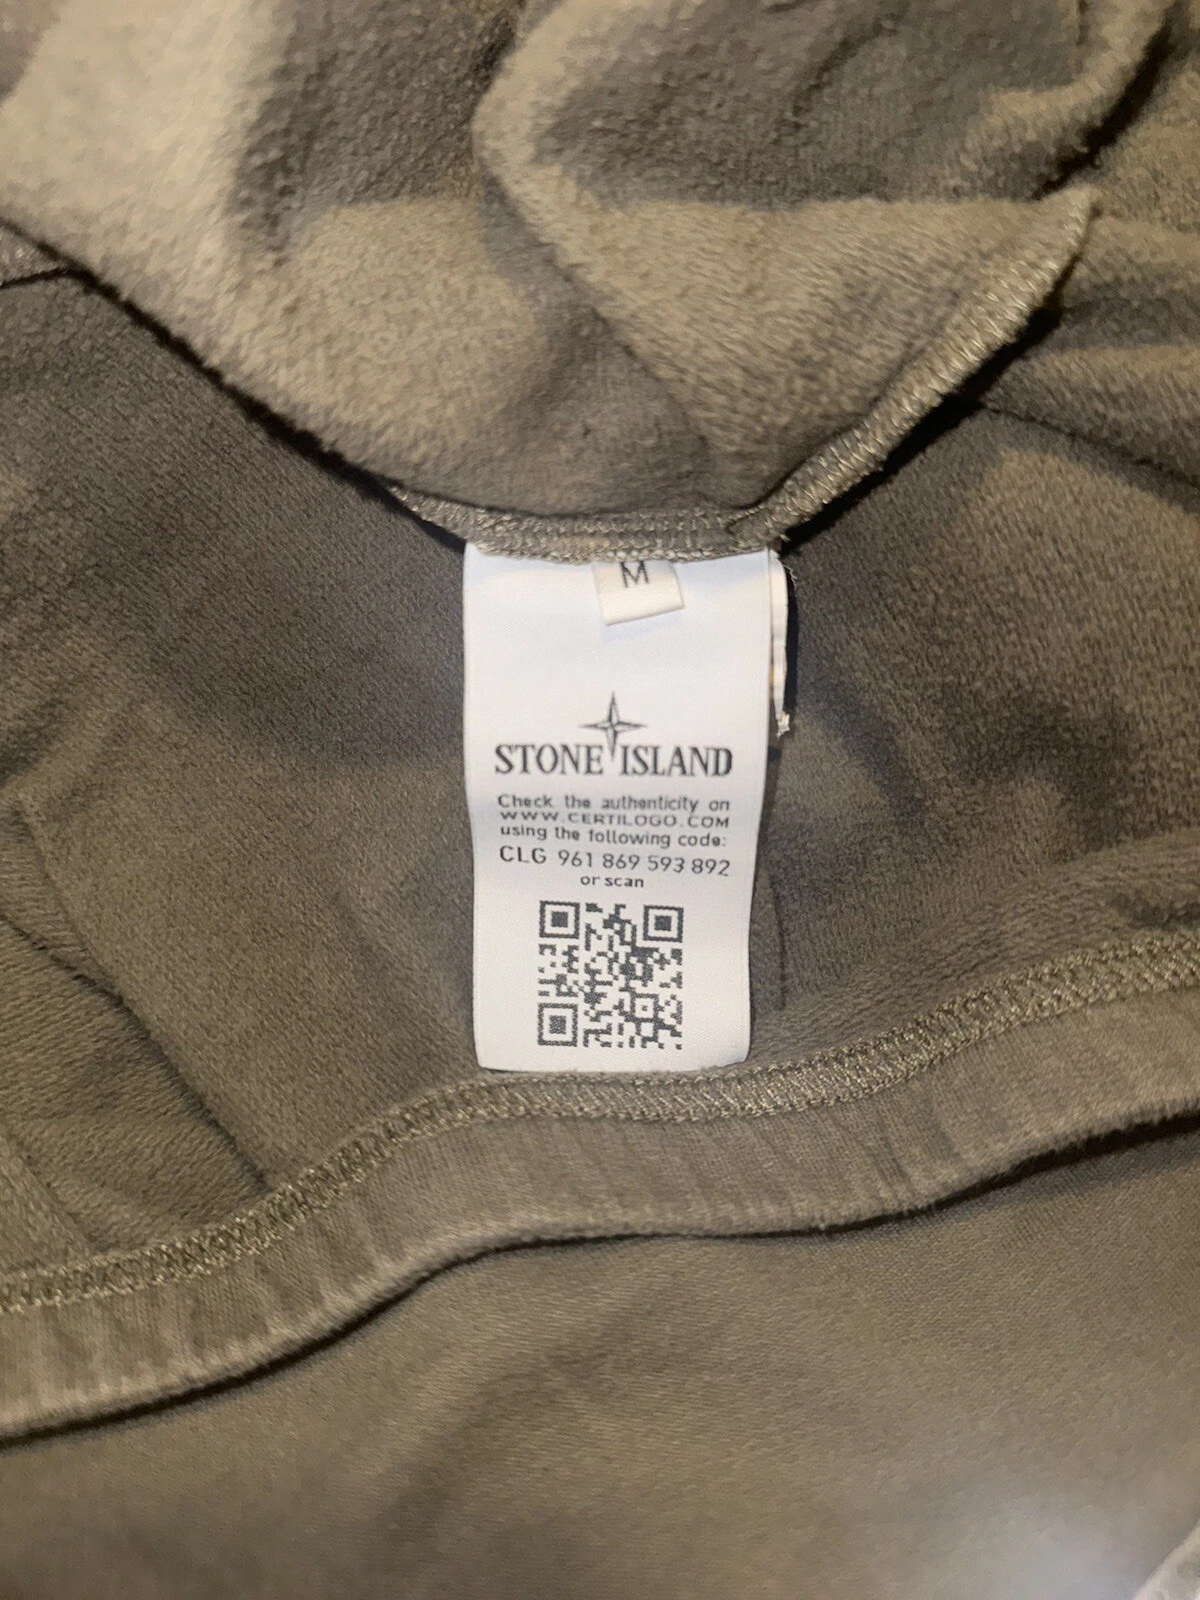 M
STONE ISLAND
Check the authenticity on
WWW.CERTILOGO.COM
using the following code:
CLG 961 869 593 892
or scan